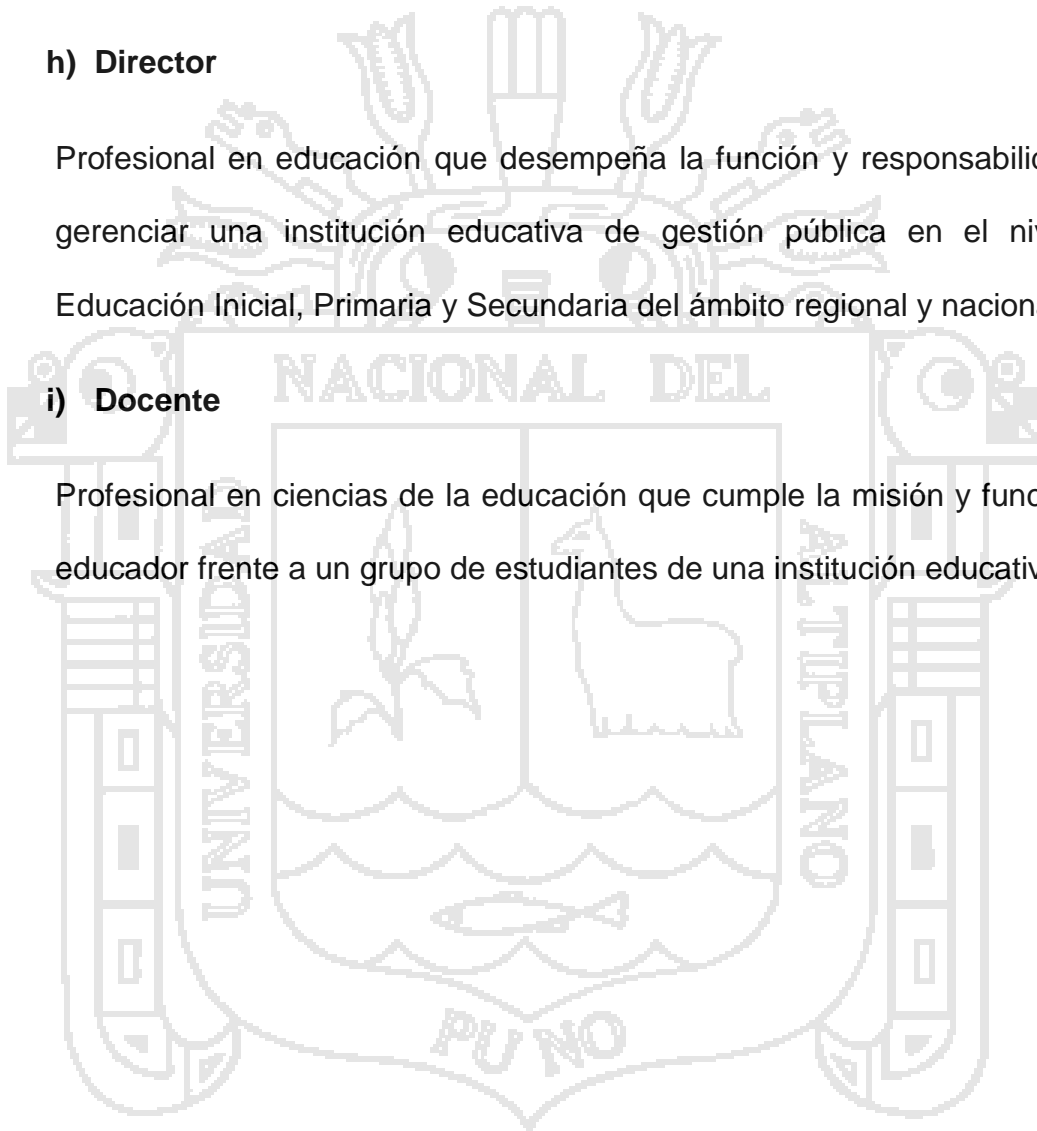 h) Director
Profesional en educación que desempeña la función y responsabilid
gerenciar una institución educativa de gestión pública en el niv
Educación Inicial, Primaria y Secundaria del ámbito regional y naciona
NACIONAL DEL
i) Docente
Profesional en ciencias de la educación que cumple la misión y func
educador frente a un grupo de estudiantes de una institución educativ
UNIVERSIDAD
ALTIPLANO
PUNO